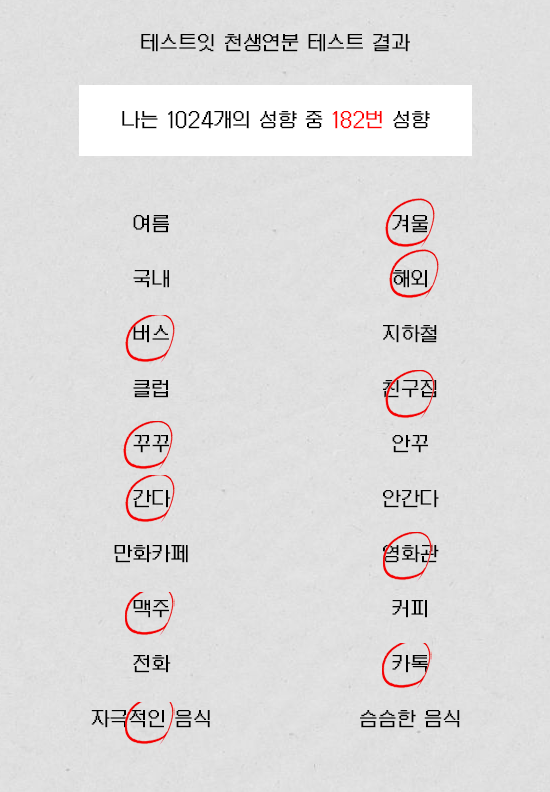 테스트잇 천생연분 테스트 결과
나는 1024개의 성향 중 182번 성향
여름 겨울
국내 해외
버스 지하철
클럽 친구집
꾸꾸 안꾸
간다 안간다
만화카페 영화관
맥주 커피
전화 카톡
자극적인 음식 슴슴한 음식